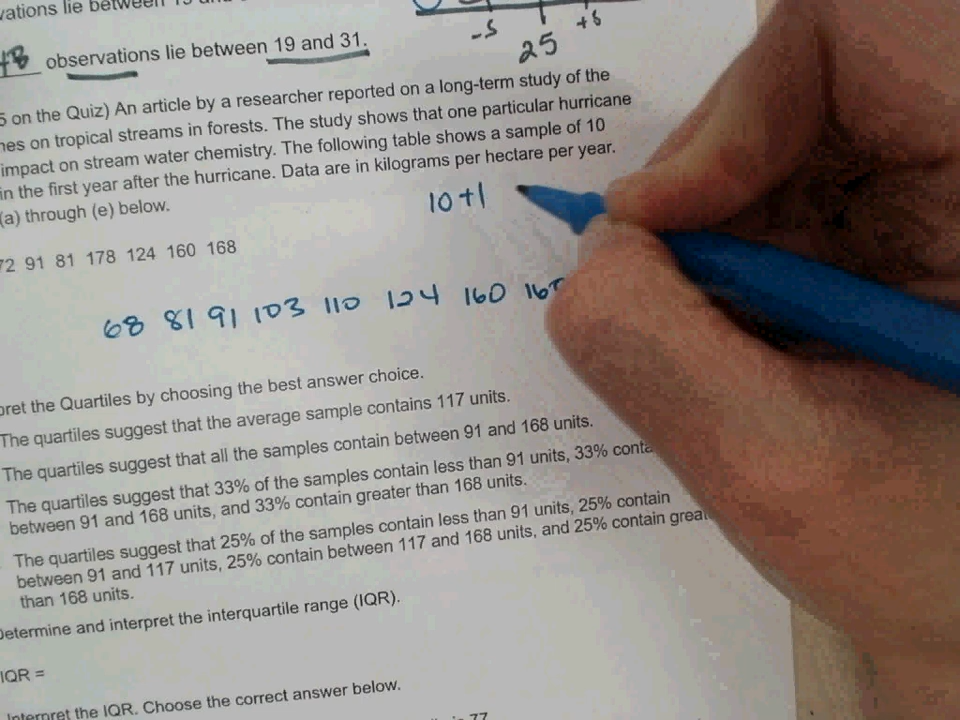 observations lie between 19 and 31.
-5 +5
25
5 on the Quiz) An article by a researcher reported on a long-term study of the
on tropical streams in forests. The study shows that one particular hurricane
impact on stream water chemistry. The following table shows a sample of 10
in the first year after the hurricane. Data are in kilograms per hectare per year.
(a) through (e) below.
10+1
72 91 81 178 124 160 168
68 81 91 103 110 124 160
pret the Quartiles by choosing the best answer choice.
The quartiles suggest that the average sample contains 117 units.
The quartiles suggest that all the samples contain between 91 and 168 units.
The quartiles suggest that 33% of the samples contain less than 91 units, 33%
between 91 and 168 units, and 33% contain greater than 168 units.
The quartiles suggest that 25% of the samples contain less than 91 units, 25% contain
between 91 and 117 units, 25% contain between 117 and 168 units, and 25% contain
than 168 units.
Determine and interpret the interquartile range (IQR).
IQR =
Interpret the IQR. Choose the correct answer below.
77